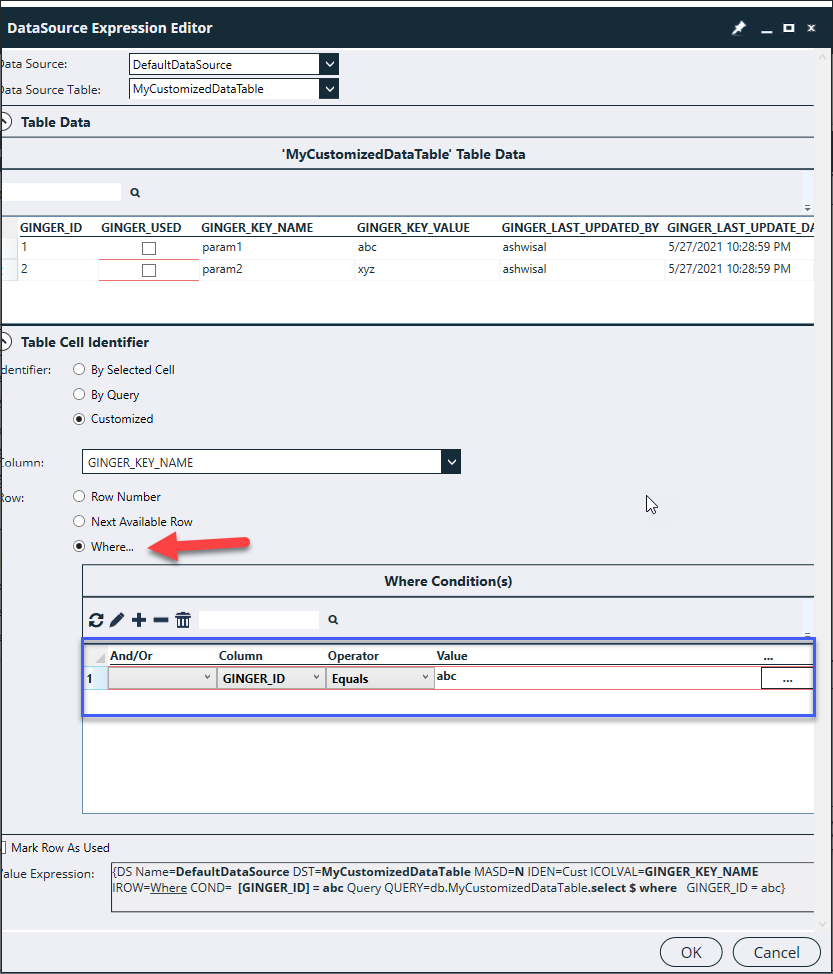 DataSource Expression Editor
Data Source: DefaultDataSource
Data Source Table: MyCustomizedDataTable
Table Data
'MyCustomizedDataTable' Table Data
GINGER_ID GINGER_USED GINGER_KEY_NAME GINGER_KEY_VALUE GINGER_LAST_UPDATED_BY GINGER_LAST_UPDATE_DA
1 param1 abc ashwisal 5/27/2021 10:28:59 PM
2 param2 xyz ashwisal 5/27/2021 10:28:59 PM
Table Cell Identifier
dentifier: By Selected Cell
By Query
Customized
Column: GINGER_KEY_NAME
Row: Row Number
Next Available Row
Where...
Where Condition(s)
And/Or Column Operator Value ...
1 GINGER_ID Equals abc ...
Mark Row As Used
Value Expression: {DS Name=DefaultDataSource DST=MyCustomizedDataTable MASD=N IDEN=Cust ICOLVAL=GINGER_KEY_NAME
IROW=Where COND= [GINGER_ID] = abc Query QUERY=db.MyCustomizedDataTable.select $ where GINGER_ID = abc}
OK Cancel